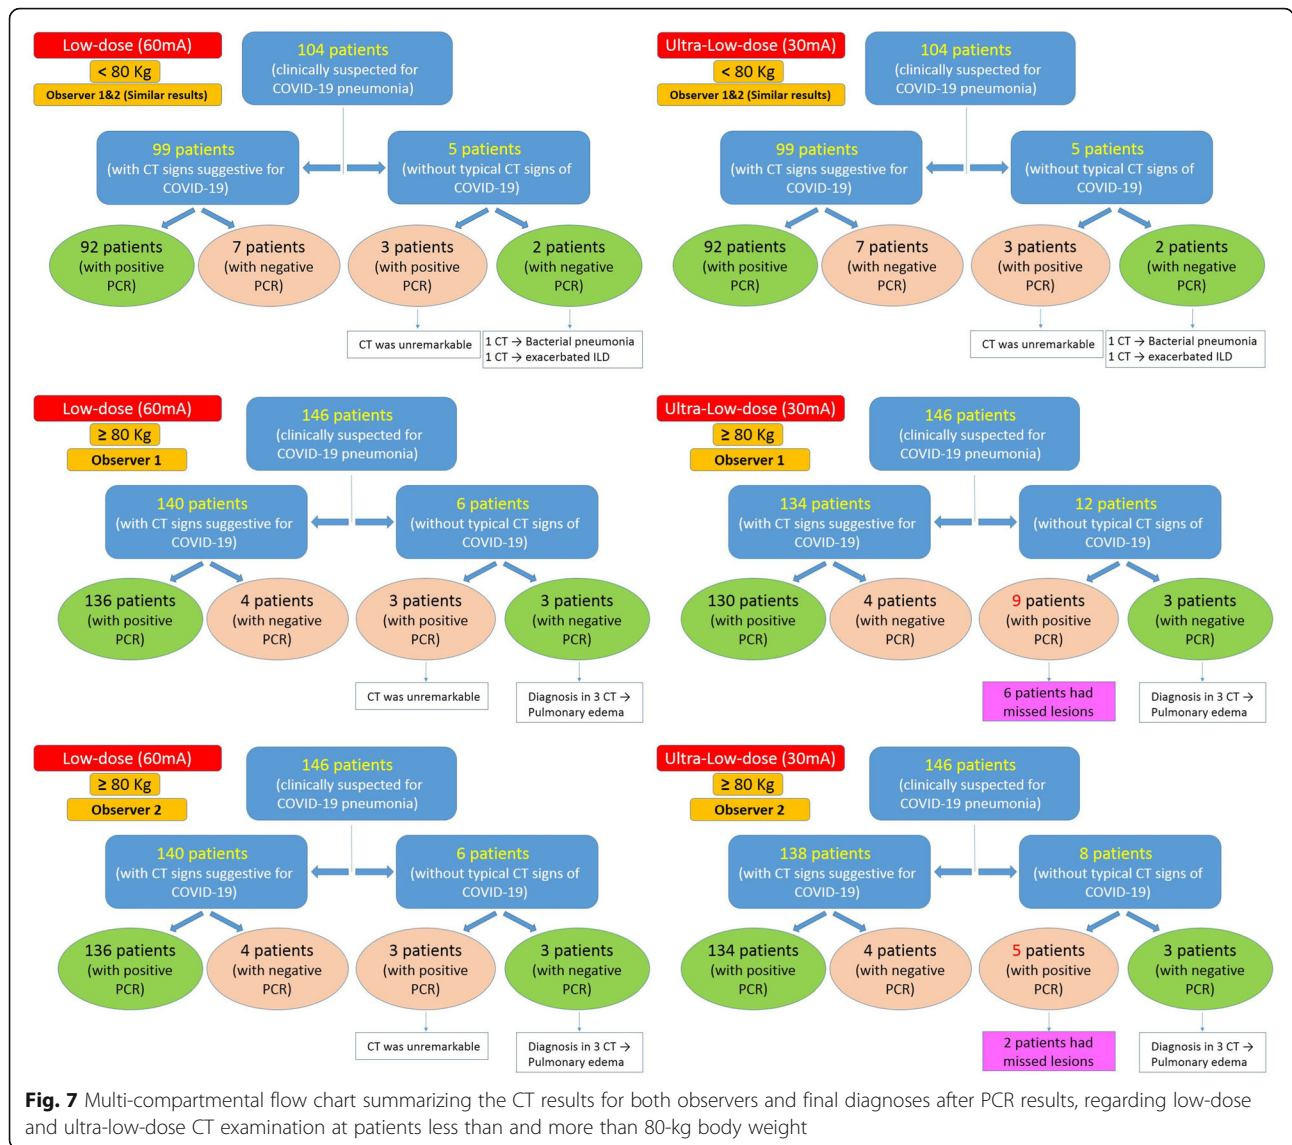 Low-dose (60mA)
< 80 Kg
Observer 1&2 (Similar results)
104 patients
(clinically suspected for
COVID-19 pneumonia)
99 patients
(with CT signs suggestive for
COVID-19)
5 patients
(without typical CT signs of
COVID-19)
92 patients
(with positive
PCR)
7 patients
(with negative
PCR)
3 patients
(with positive
PCR)
2 patients
(with negative
PCR)
CT was unremarkable
1 CT → Bacterial pneumonia
1 CT → exacerbated ILD
Ultra-Low-dose (30mA)
< 80 Kg
Observer 1&2 (Similar results)
104 patients
(clinically suspected for
COVID-19 pneumonia)
99 patients
(with CT signs suggestive for
COVID-19)
5 patients
(without typical CT signs of
COVID-19)
92 patients
(with positive
PCR)
7 patients
(with negative
PCR)
3 patients
(with positive
PCR)
2 patients
(with negative
PCR)
CT was unremarkable
1 CT → Bacterial pneumonia
1 CT → exacerbated ILD
Low-dose (60mA)
≥ 80 Kg
Observer 1
146 patients
(clinically suspected for
COVID-19 pneumonia)
140 patients
(with CT signs suggestive for
COVID-19)
6 patients
(without typical CT signs of
COVID-19)
136 patients
(with positive
PCR)
4 patients
(with negative
PCR)
3 patients
(with positive
PCR)
3 patients
(with negative
PCR)
CT was unremarkable
Diagnosis in 3 CT →
Pulmonary edema
Ultra-Low-dose (30mA)
≥ 80 Kg
Observer 1
146 patients
(clinically suspected for
COVID-19 pneumonia)
134 patients
(with CT signs suggestive for
COVID-19)
12 patients
(without typical CT signs of
COVID-19)
130 patients
(with positive
PCR)
4 patients
(with negative
PCR)
9 patients
(with positive
PCR)
3 patients
(with negative
PCR)
6 patients had
missed lesions
Diagnosis in 3 CT →
Pulmonary edema
Low-dose (60mA)
≥ 80 Kg
Observer 2
146 patients
(clinically suspected for
COVID-19 pneumonia)
140 patients
(with CT signs suggestive for
COVID-19)
6 patients
(without typical CT signs of
COVID-19)
136 patients
(with positive
PCR)
4 patients
(with negative
PCR)
3 patients
(with positive
PCR)
3 patients
(with negative
PCR)
CT was unremarkable
Diagnosis in 3 CT →
Pulmonary edema
Ultra-Low-dose (30mA)
≥ 80 Kg
Observer 2
146 patients
(clinically suspected for
COVID-19 pneumonia)
138 patients
(with CT signs suggestive for
COVID-19)
8 patients
(without typical CT signs of
COVID-19)
134 patients
(with positive
PCR)
4 patients
(with negative
PCR)
5 patients
(with positive
PCR)
3 patients
(with negative
PCR)
2 patients had
missed lesions
Diagnosis in 3 CT →
Pulmonary edema
Fig. 7 Multi-compartmental flow chart summarizing the CT results for both observers and final diagnoses after PCR results, regarding low-dose
and ultra-low-dose CT examination at patients less than and more than 80-kg body weight